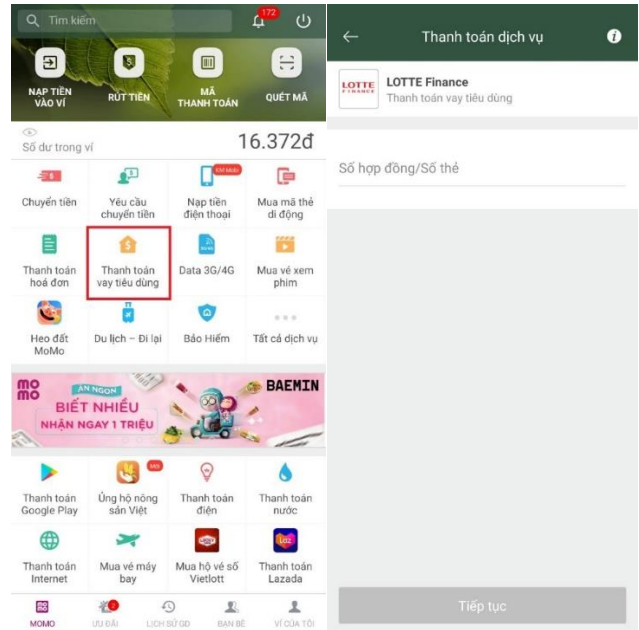 Tìm kiếm
172
NẠP TIỀN
VÀO VÍ
RÚT TIỀN
MÃ
THANH TOÁN
QUÉT MÃ
Số dư trong ví
16.372đ
Chuyển tiền
Yêu cầu
chuyển tiền
Nạp tiền
điện thoại
Mua mã thẻ
di động
Thanh toán
hoá đơn
Thanh toán
vay tiêu dùng
Data 3G/4G
Mua vé xem
phim
Heo đất
MoMo
Du lịch – Đi lại
Bảo Hiểm
Tất cả dịch vụ
mo
mo
ĂN NGON
BIẾT NHIỀU
NHẬN NGAY 1 TRIỆU
BAEMIN
Thanh toán
Google Play
Ủng hộ nông
sản Việt
Thanh toán
điện
Thanh toán
nước
Laz
Thanh toán
Internet
Mua vé máy
bay
Mua hộ vé số
Vietlott
Thanh toán
Lazada
2
MOMO
ƯU ĐÃI
LỊCH SỬ GD
BẠN BÈ
VÍ CỦA TÔI
Thanh toán dịch vụ
LOTTE
FINANCE
LOTTE Finance
Thanh toán vay tiêu dùng
Số hợp đồng/Số thẻ
Tiếp tục